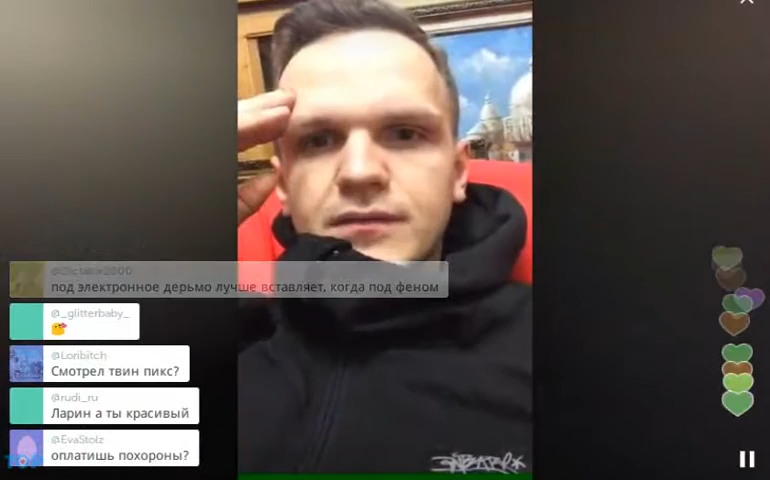 @Dictator2000
под электронное дерьмо лучше вставляет, когда под феном
@_glitterbaby_
@Loribitch
Смотрел твин пикс?
@rudi_ru
Ларин а ты красивый
@EvaStolz
оплатишь похороны?